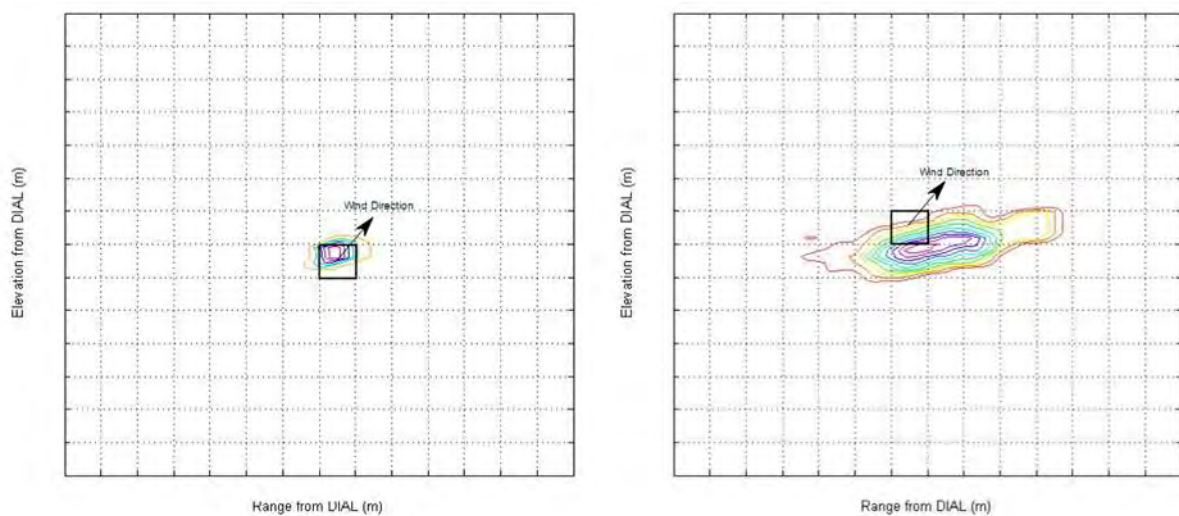 Wind Direction
Elevation from DIAL (m)
Range from DIAL (m)
Wind Direction
Elevation from DIAL (m)
Range from DIAL (m)